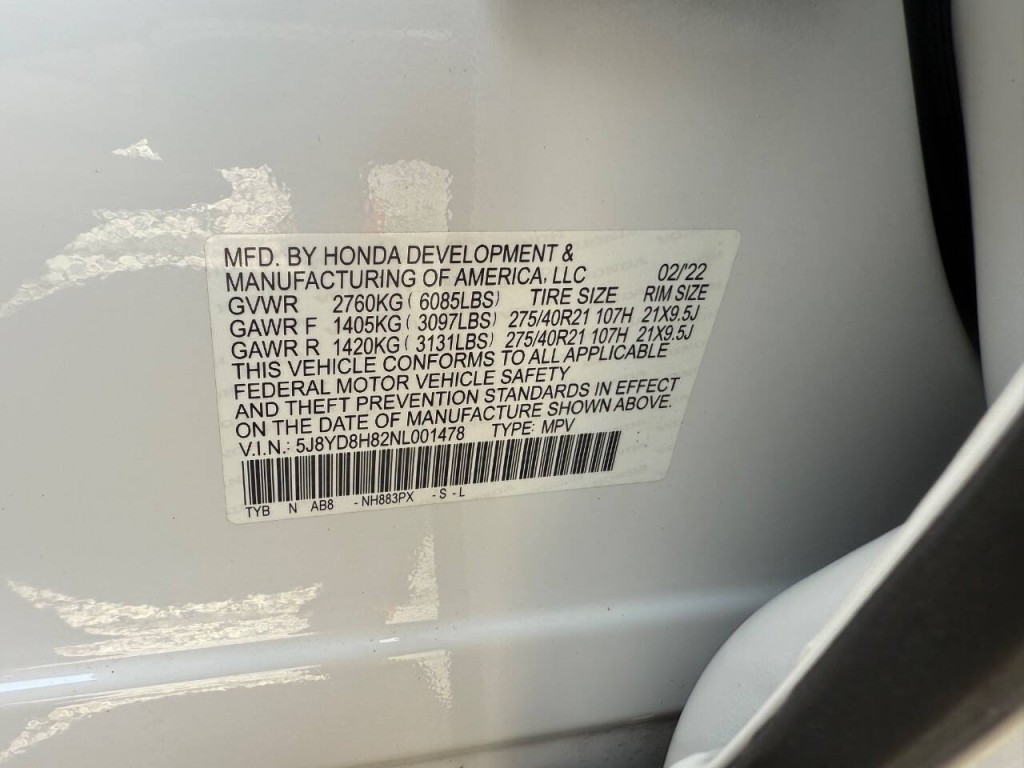 MFD. BY HONDA DEVELOPMENT &
MANUFACTURING OF AMERICA, LLC 02/'22
GVWR 2760KG ( 6085LBS) TIRE SIZE RIM SIZE
GAWR F 1405KG ( 3097LBS) 275/40R21 107H 21X9.5J
GAWR R 1420KG ( 3131LBS) 275/40R21 107H 21X9.5J
THIS VEHICLE CONFORMS TO ALL APPLICABLE
FEDERAL MOTOR VEHICLE SAFETY
AND THEFT PREVENTION STANDARDS IN EFFECT
ON THE DATE OF MANUFACTURE SHOWN ABOVE.
V.I.N.: 5J8YD8H82NL001478 TYPE: MPV
TYB N AB8 - NH883PX - S - L